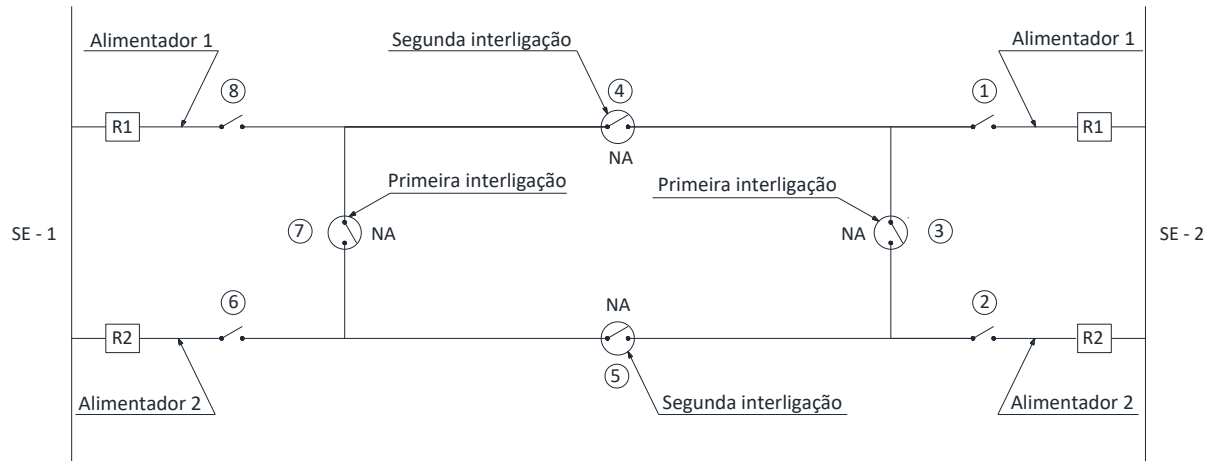 Alimentador 1
Segunda interligação
Alimentador 1
8
4
1
R1
R1
NA
Primeira interligação
Primeira interligação
SE - 1
7
NA
NA
3
SE - 2
6
NA
2
R2
R2
5
Alimentador 2
Segunda interligação
Alimentador 2